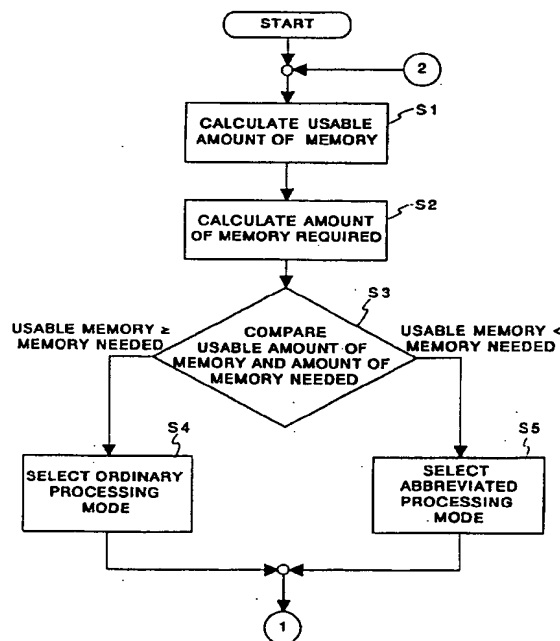 START
2
S1
CALCULATE USABLE
AMOUNT OF MEMORY
S2
CALCULATE AMOUNT
OF MEMORY REQUIRED
S3
COMPARE
USABLE AMOUNT OF
MEMORY AND AMOUNT OF
MEMORY NEEDED
USABLE MEMORY ≥
MEMORY NEEDED
USABLE MEMORY <
MEMORY NEEDED
S4
SELECT ORDINARY
PROCESSING
MODE
S5
SELECT
ABBREVIATED
PROCESSING
MODE
1